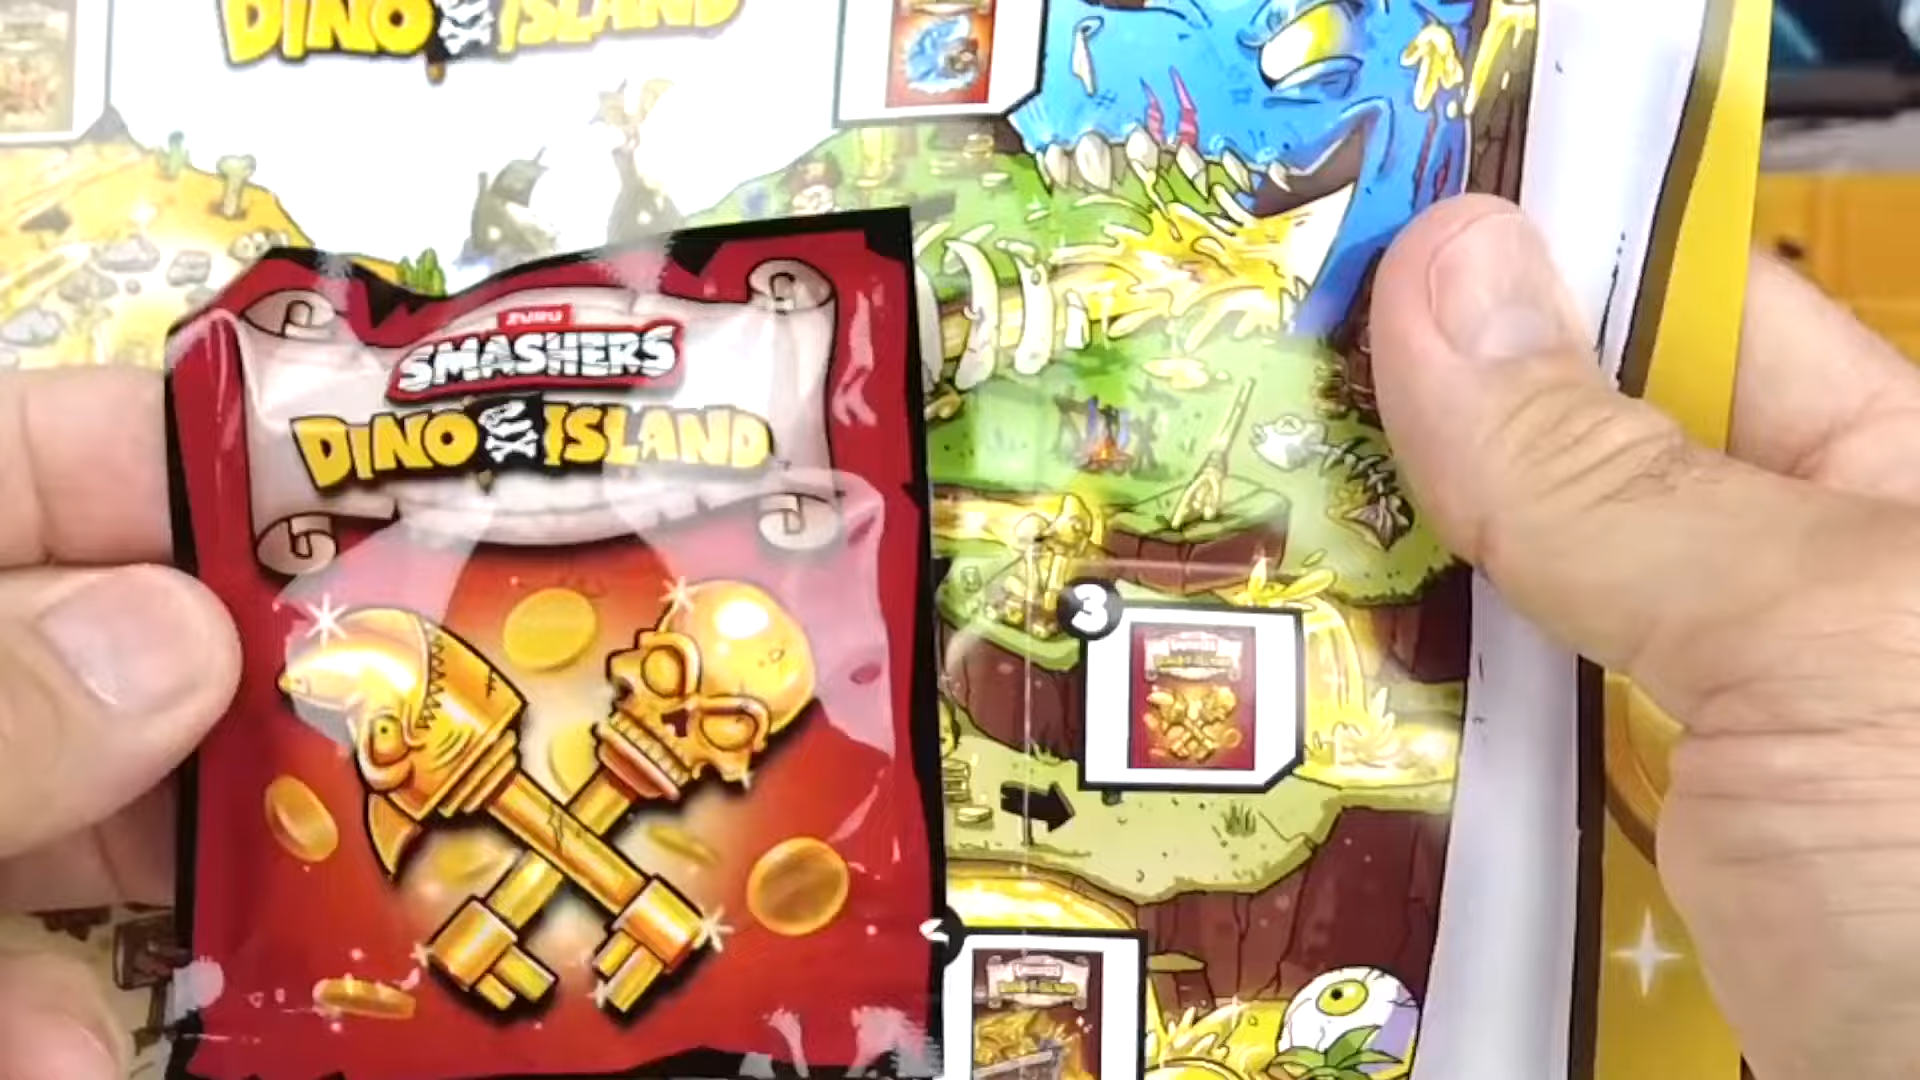 DINO ISLAND
ZURU
SMASHERS
DINO ISLAND
3